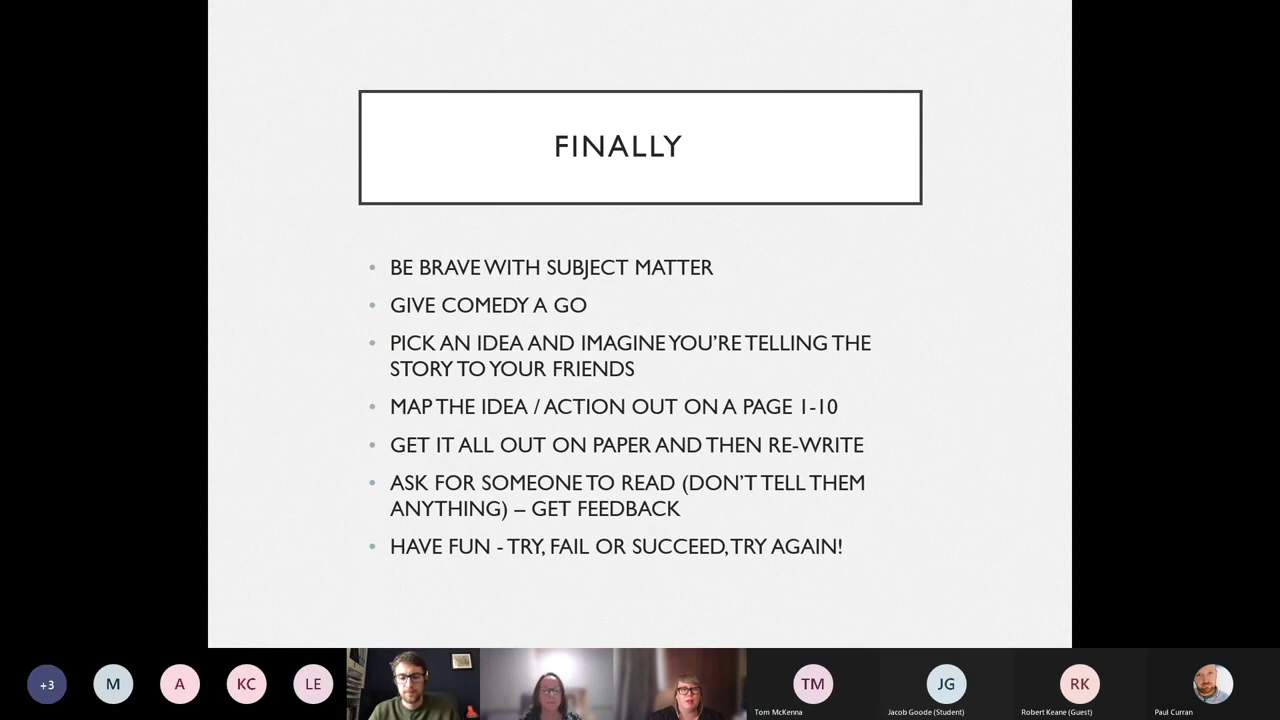 FINALLY
• BE BRAVE WITH SUBJECT MATTER
• GIVE COMEDY A GO
• PICK AN IDEA AND IMAGINE YOU’RE TELLING THE
STORY TO YOUR FRIENDS
• MAP THE IDEA / ACTION OUT ON A PAGE 1-10
• GET IT ALL OUT ON PAPER AND THEN RE-WRITE
• ASK FOR SOMEONE TO READ (DON’T TELL THEM
ANYTHING) – GET FEEDBACK
• HAVE FUN - TRY, FAIL OR SUCCEED, TRY AGAIN!
+3 M A KC LE TM JG RK
Tom McKenna Jacob Goode (Student) Robert Keane (Guest) Paul Curran